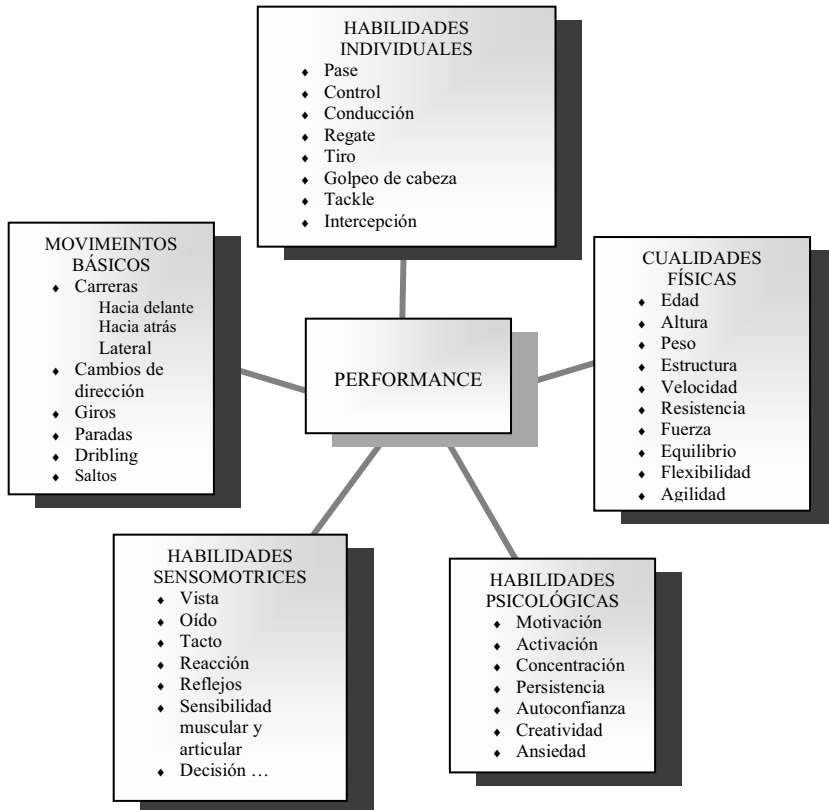 HABILIDADES
INDIVIDUALES
♦ Pase
♦ Control
♦ Conducción
♦ Regate
♦ Tiro
♦ Golpeo de cabeza
♦ Tackle
♦ Intercepción
MOVIMEINTOS
BÁSICOS
♦ Carreras
Hacia delante
Hacia atrás
Lateral
♦ Cambios de
dirección
♦ Giros
♦ Paradas
♦ Dribling
♦ Saltos
PERFORMANCE
CUALIDADES
FÍSICAS
♦ Edad
♦ Altura
♦ Peso
♦ Estructura
♦ Velocidad
♦ Resistencia
♦ Fuerza
♦ Equilibrio
♦ Flexibilidad
♦ Agilidad
HABILIDADES
SENSOMOTRICES
♦ Vista
♦ Oído
♦ Tacto
♦ Reacción
♦ Reflejos
♦ Sensibilidad
muscular y
articular
♦ Decisión …
HABILIDADES
PSICOLÓGICAS
♦ Motivación
♦ Activación
♦ Concentración
♦ Persistencia
♦ Autoconfianza
♦ Creatividad
♦ Ansiedad